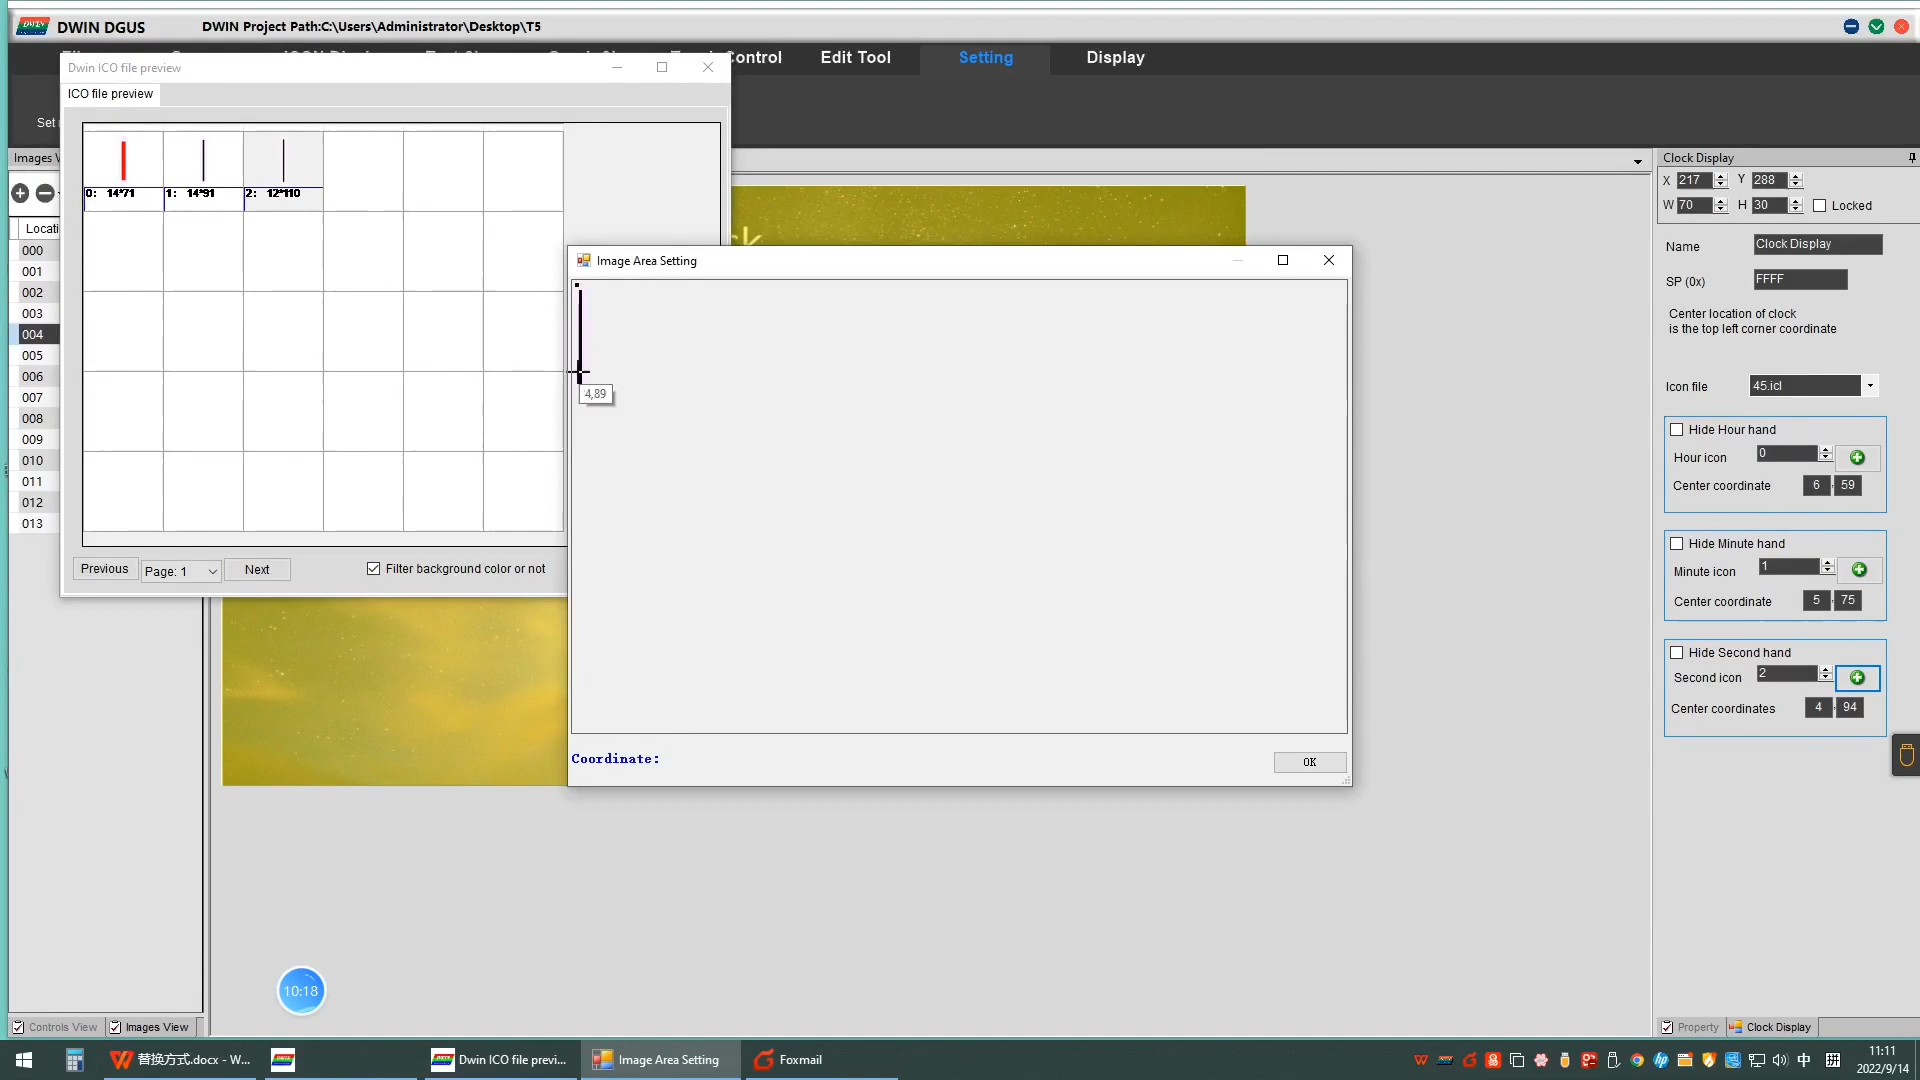 DWIN DGUS
DWIN Project Path:C:\Users\Administrator\Desktop\T5
Control
Edit Tool
Setting
Display
Dwin ICO file preview
ICO file preview
Set
Images
Locati
000
001
002
003
004
005
006
007
008
009
010
011
012
013
0: 14*71
1: 14*91
2: 12*110
Previous
Page: 1
Next
Filter background color or not
Image Area Setting
4,89
Coordinate:
OK
Clock Display
X 217 Y 288
W 70 H 30 Locked
Name Clock Display
SP (0x) FFFF
Center location of clock
is the top left corner coordinate
Icon file 45.icl
Hide Hour hand
Hour icon 0
Center coordinate 6 59
Hide Minute hand
Minute icon 1
Center coordinate 5 75
Hide Second hand
Second icon 2
Center coordinates 4 94
10:18
Controls View
Images View
Property
Clock Display
替换方式.docx - W...
Dwin ICO file previ...
Image Area Setting
Foxmail
中
拼
11:11
2022/9/14